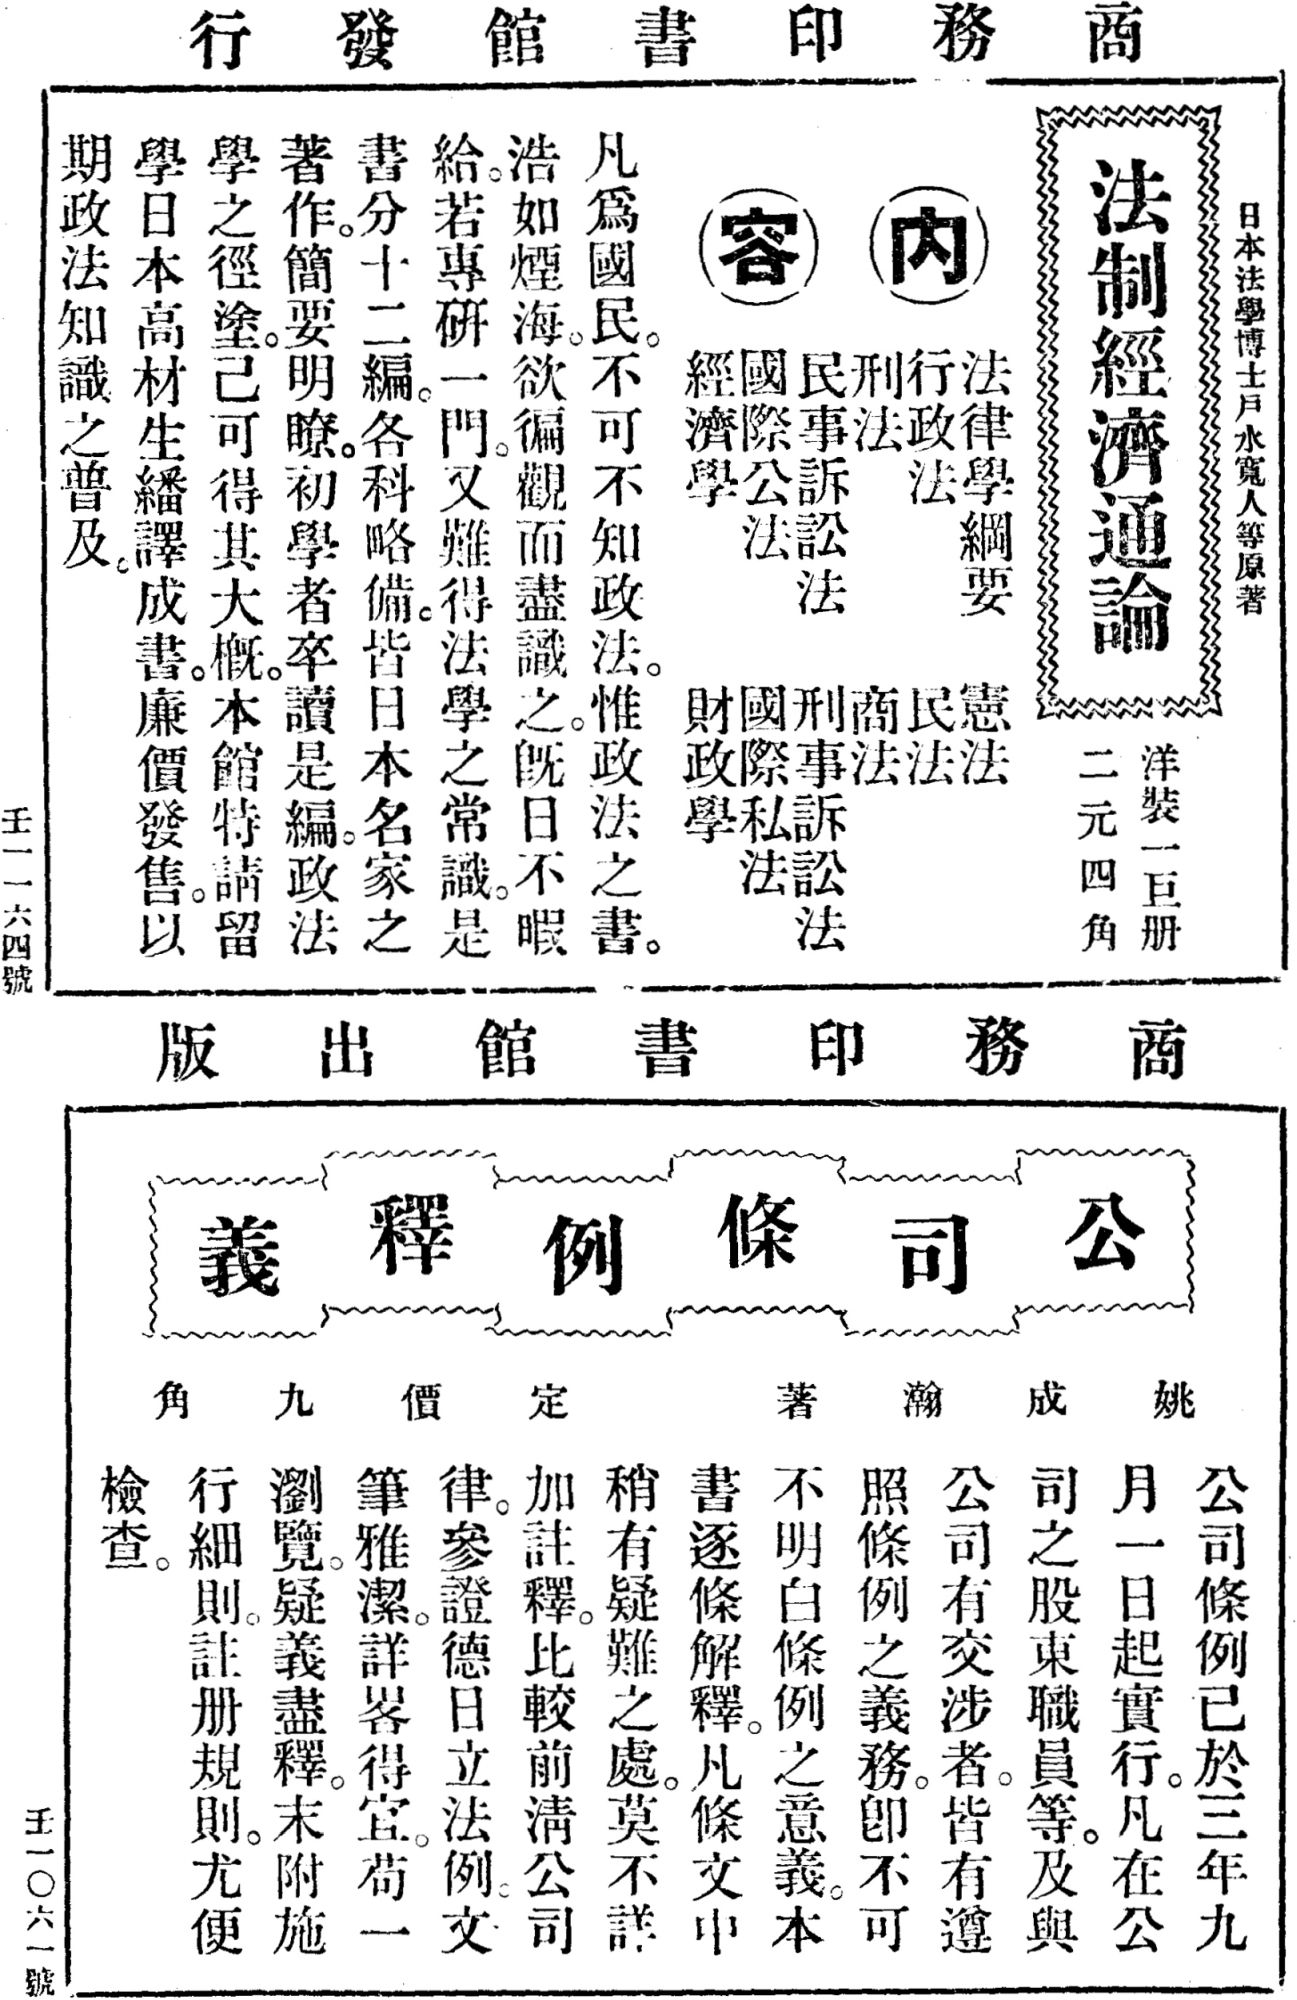 商務印書館發行
日本法學博士戶水寬人等原著
法制經濟通論
洋裝一巨册
二元四角
內容
法律學綱要 憲法
行政法 民法
刑法 商法
民事訴訟法 刑事訴訟法
國際公法 國際私法
經濟學 財政學
凡爲國民。不可不知政法。惟政法之書。
浩如煙海。欲徧觀而盡識之。旣日不暇
給。若專研一門。又難得法學之常識。是
書分十二編。各科略備。皆日本名家之
著作。簡要明瞭。初學者卒讀是編。政法
學之徑塗。已可得其大槪。本館特請留
學日本高材生繙譯成書。廉價發售。以
期政法知識之普及。
壬一一六四號
商務印書館出版
公司條例釋義
姚成瀚著 定價九角
公司條例已於三年九
月一日起實行。凡在公
司之股東職員等。及與
公司有交涉者。皆有遵
照條例之義務。卽不可
不明白條例之意義。本
書逐條解釋。凡條文中
稍有疑難之處。莫不詳
加註釋。比較前淸公司
律。參證德日立法例。文
筆雅潔。詳畧得宜。苟一
瀏覽。疑義盡釋。末附施
行細則。註册規則。尤便
檢查。
壬一〇六一號